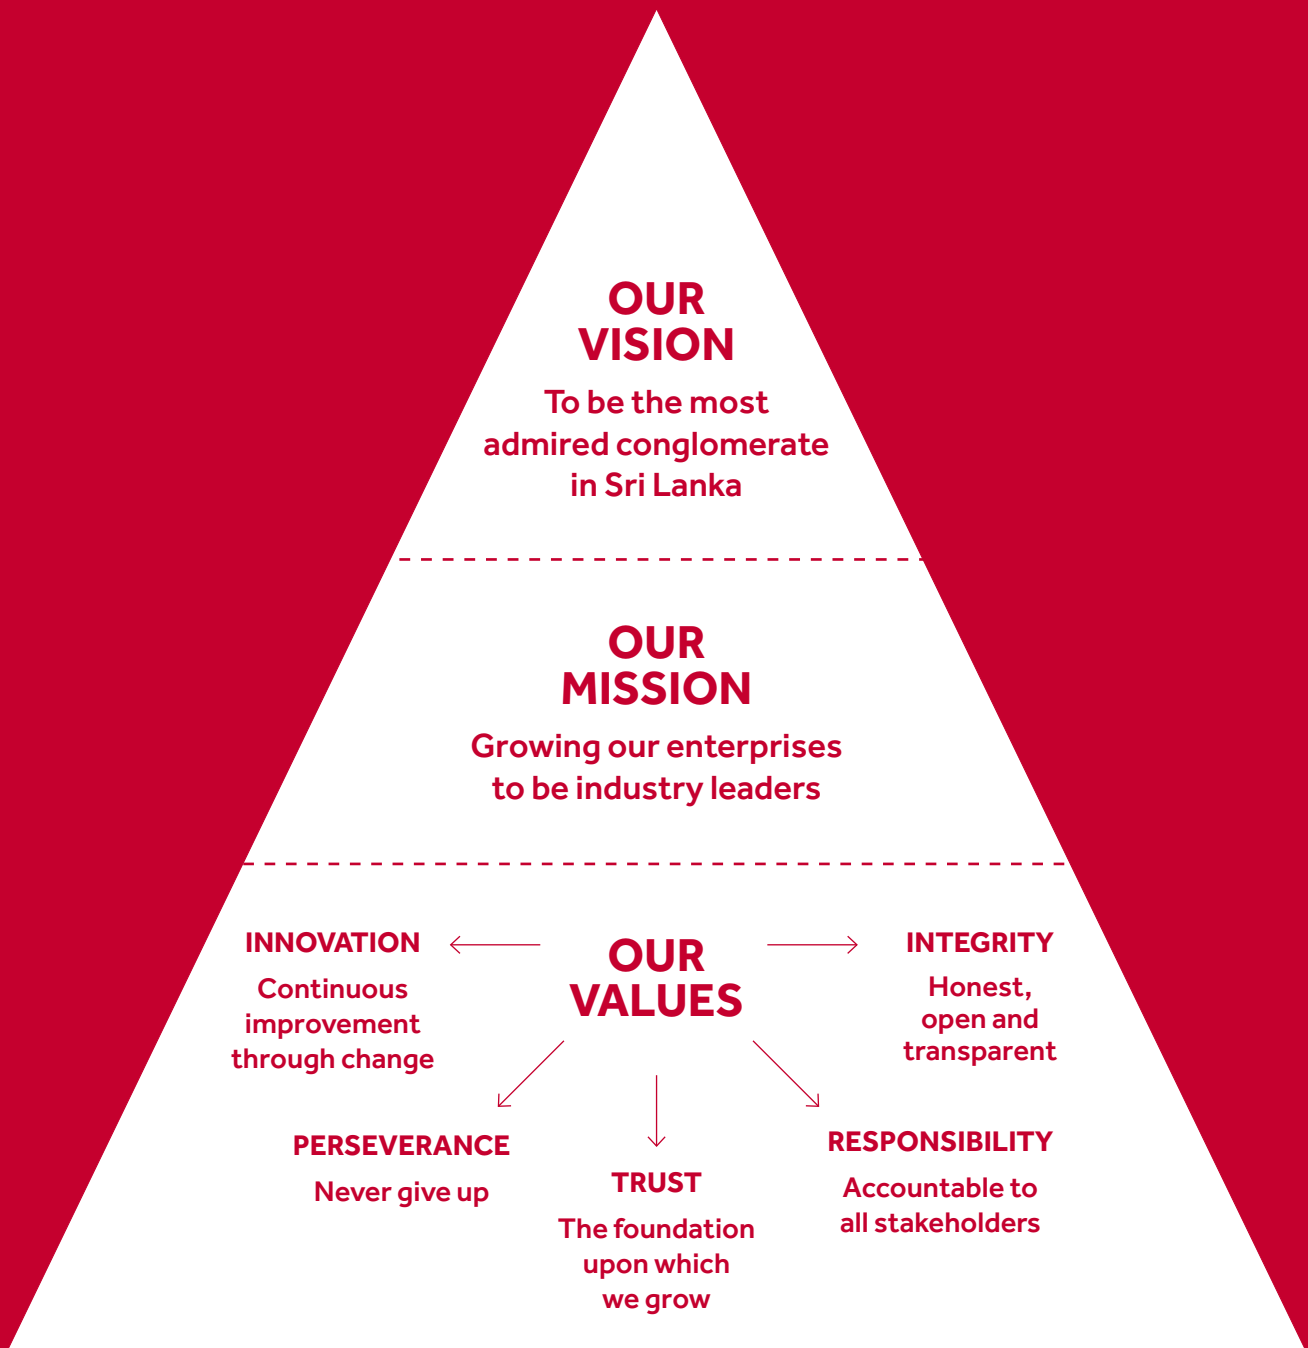 OUR
VISION
To be the most
admired conglomerate
in Sri Lanka
OUR
MISSION
Growing our enterprises
to be industry leaders
OUR
VALUES
INNOVATION
Continuous
improvement
through change
INTEGRITY
Honest,
open and
transparent
PERSEVERANCE
Never give up
TRUST
The foundation
upon which
we grow
RESPONSIBILITY
Accountable to
all stakeholders